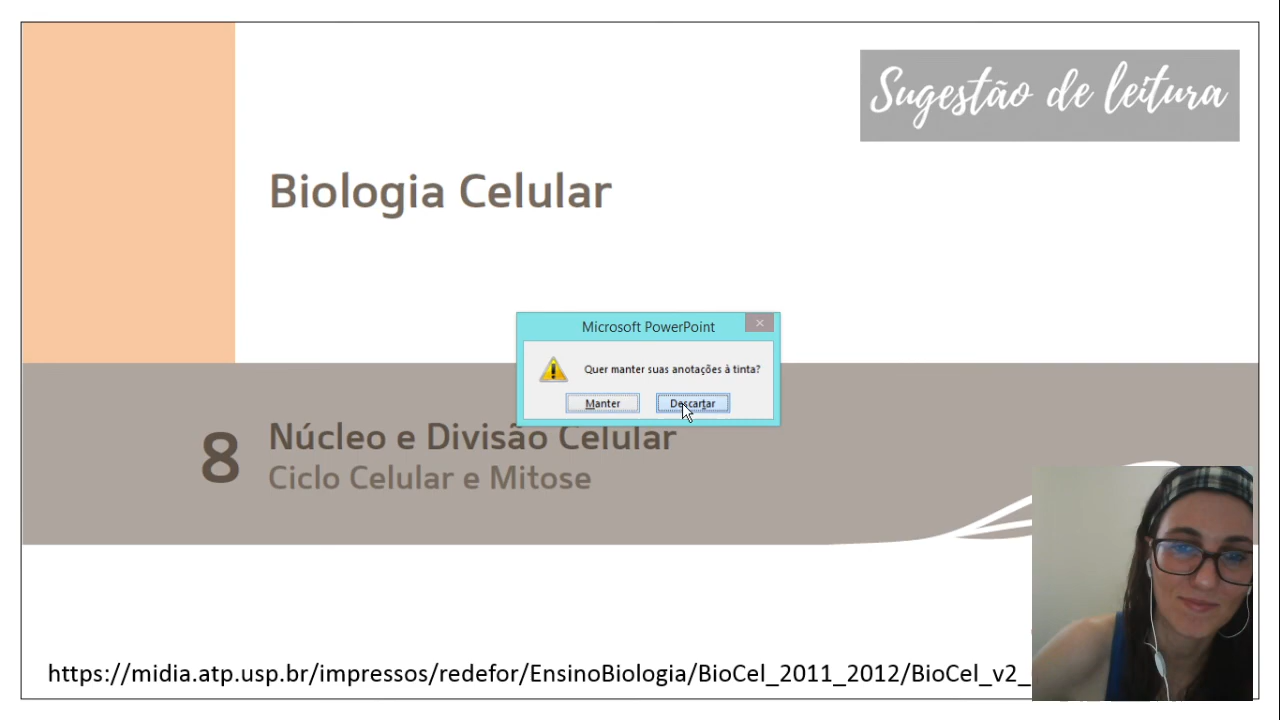 Sugestão de leitura
Biologia Celular
Microsoft PowerPoint
Quer manter suas anotações à tinta?
Manter
Descartar
8
Núcleo e Divisão Celular
Ciclo Celular e Mitose
https://midia.atp.usp.br/impressos/redefor/EnsinoBiologia/BioCel_2011_2012/BioCel_v2_